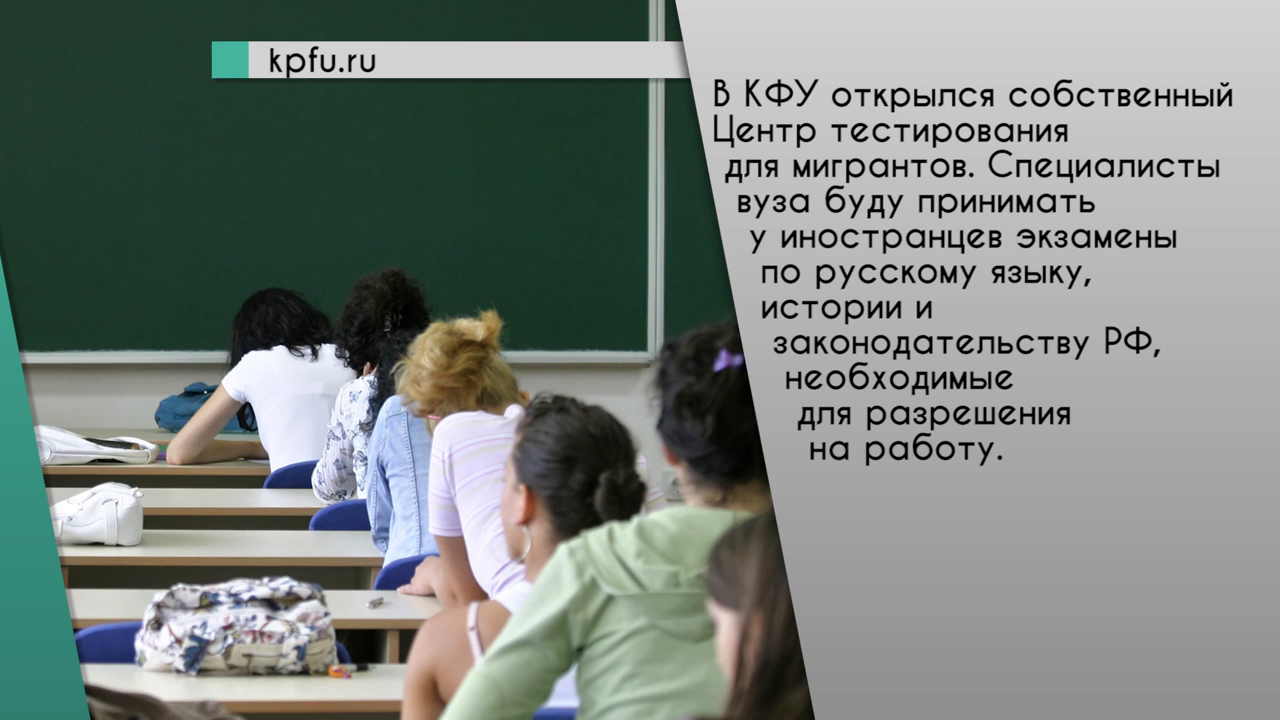 kpfu.ru
В КФУ открылся собственный
Центр тестирования
для мигрантов. Специалисты
вуза буду принимать
у иностранцев экзамены
по русскому языку,
истории и
законодательству РФ,
необходимые
для разрешения
на работу.